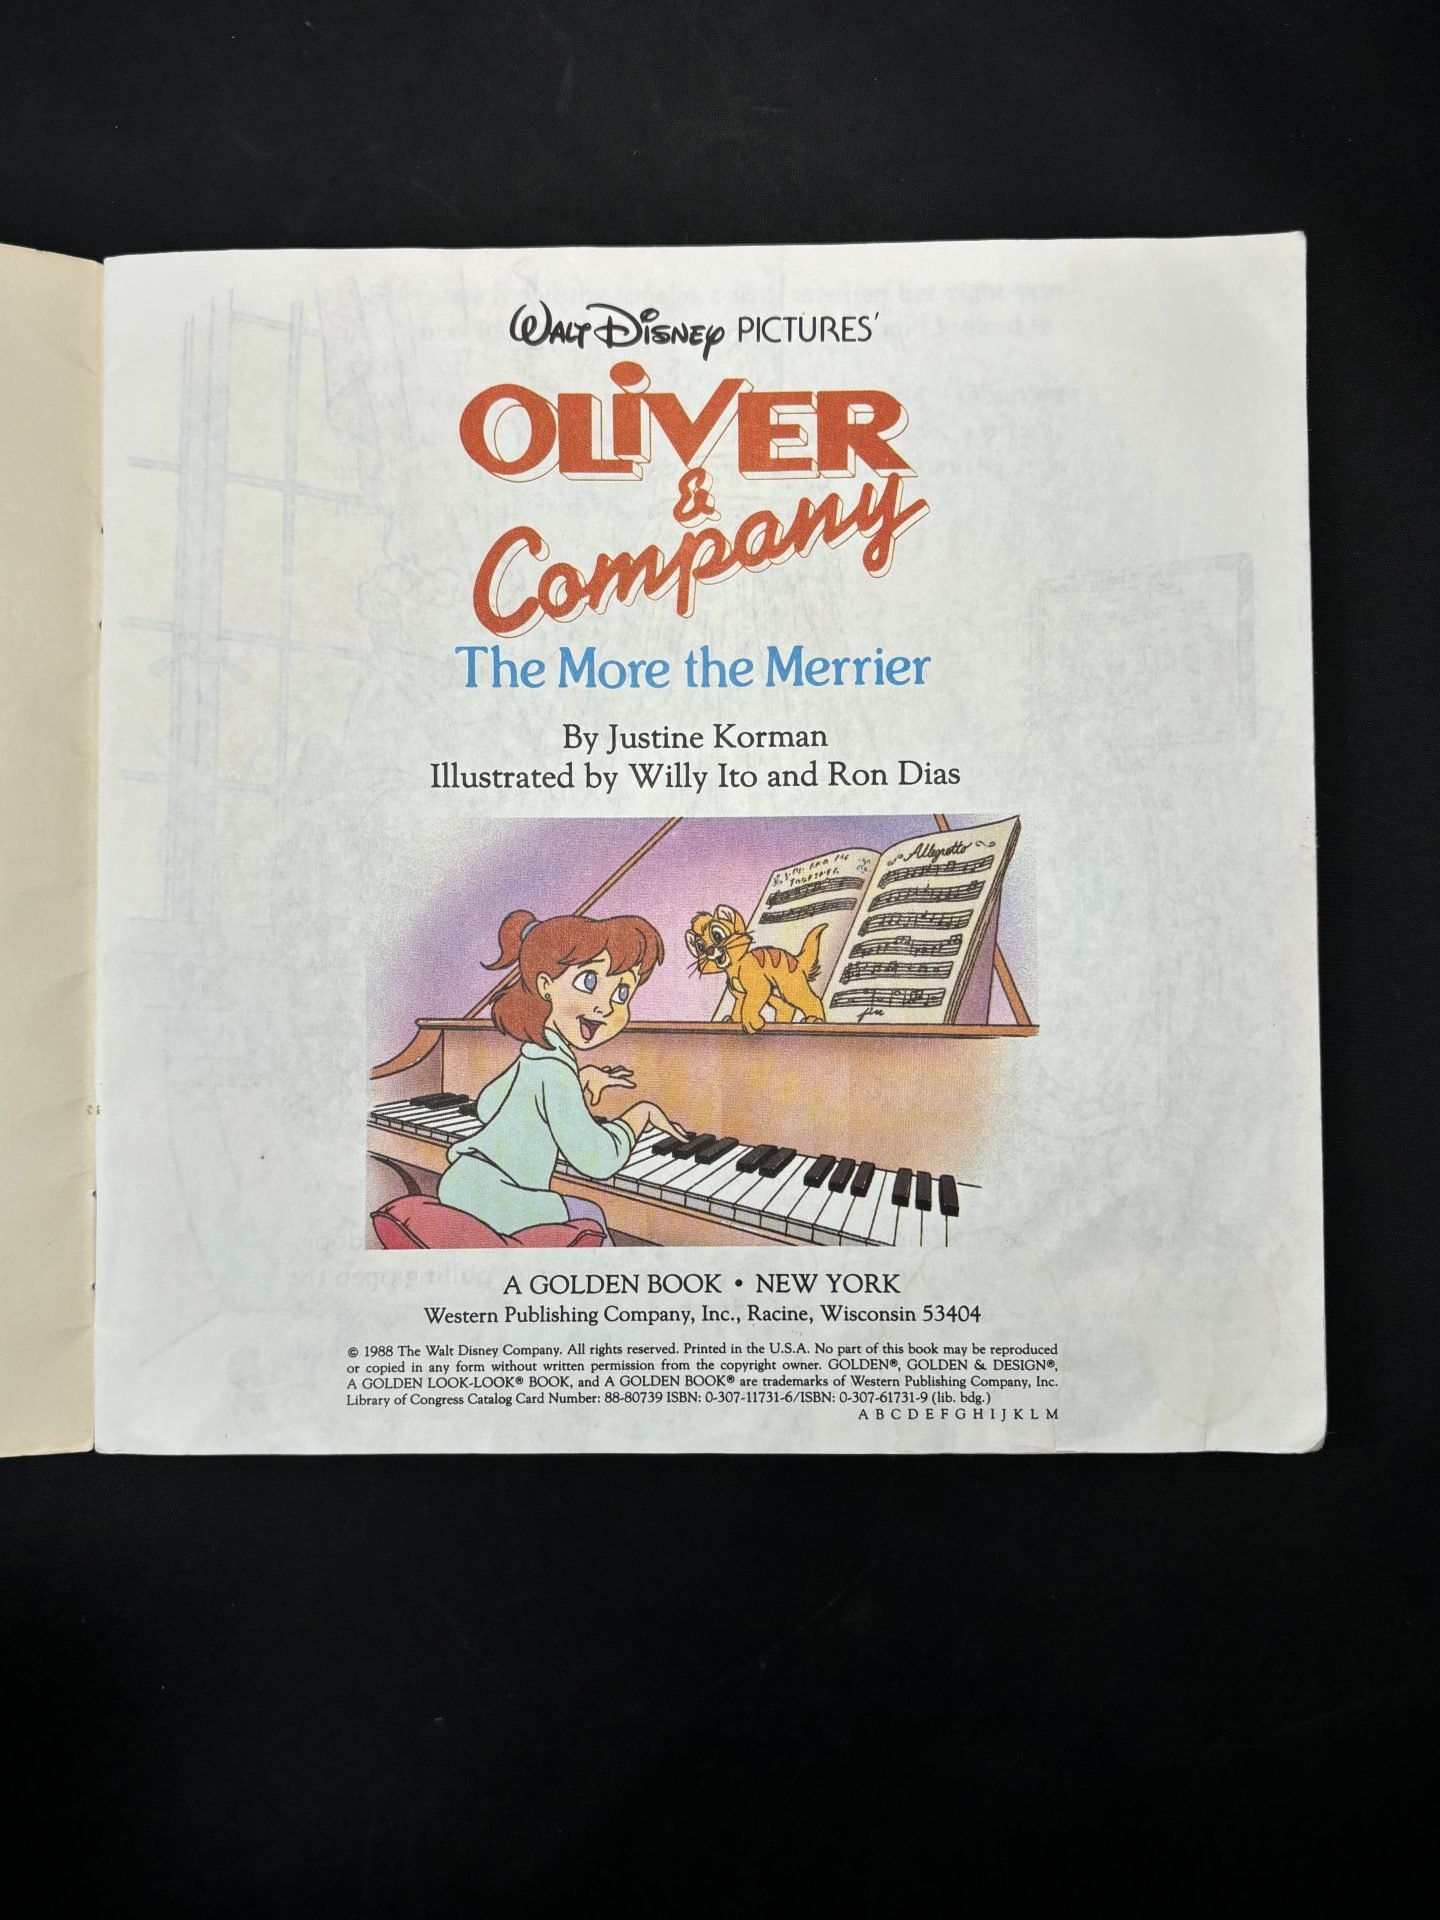 WALT DISNEY PICTURES'
OLIVER
&
Company
The More the Merrier
By Justine Korman
Illustrated by Willy Ito and Ron Dias
TOGETHER
Allegretto
fin
A GOLDEN BOOK • NEW YORK
Western Publishing Company, Inc., Racine, Wisconsin 53404
© 1988 The Walt Disney Company. All rights reserved. Printed in the U.S.A. No part of this book may be reproduced
or copied in any form without written permission from the copyright owner. GOLDEN®, GOLDEN & DESIGN®,
A GOLDEN LOOK-LOOK® BOOK, and A GOLDEN BOOK® are trademarks of Western Publishing Company, Inc.
Library of Congress Catalog Card Number: 88-80739 ISBN: 0-307-11731-6/ISBN: 0-307-61731-9 (lib. bdg.)
A B C D E F G H I J K L M